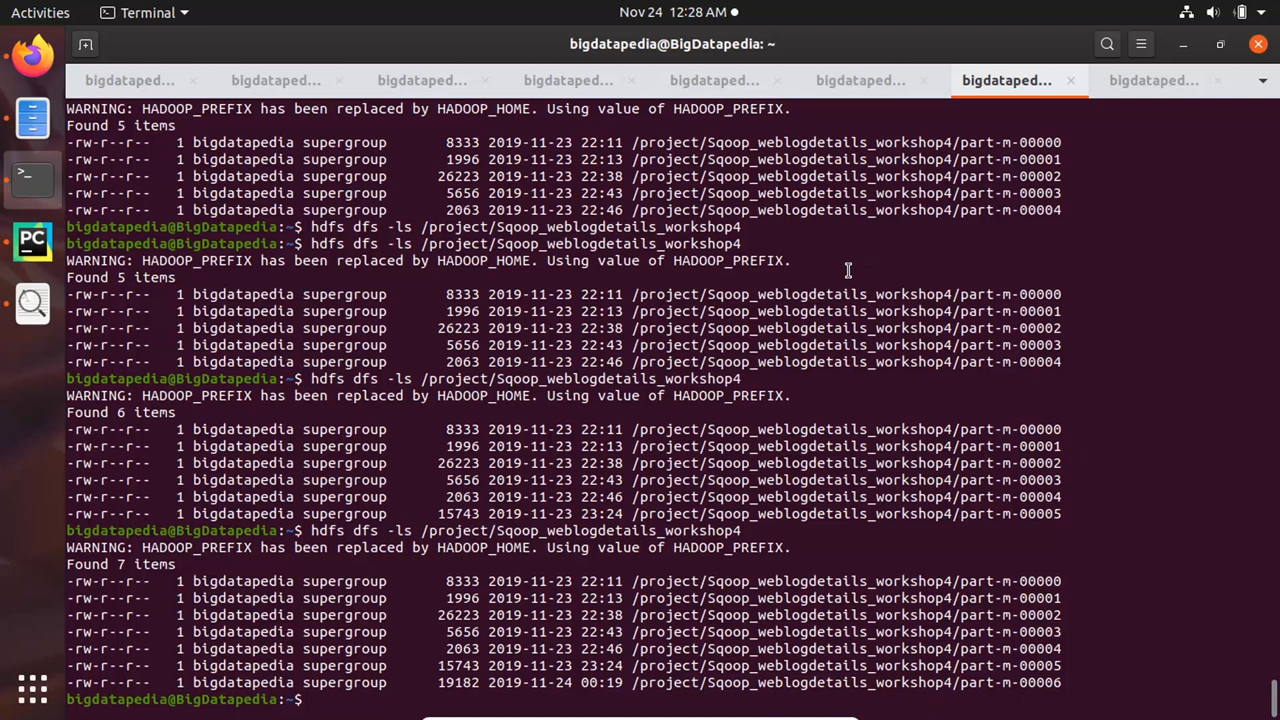 Activities
Terminal
Nov 24 12:28 AM
bigdatapedia@BigDatapedia: ~
bigdataped... × bigdataped... × bigdataped... × bigdataped... × bigdataped... × bigdataped... × bigdataped... × bigdataped... ×
WARNING: HADOOP_PREFIX has been replaced by HADOOP_HOME. Using value of HADOOP_PREFIX.
Found 5 items
-rw-r--r--   1 bigdatapedia supergroup       8333 2019-11-23 22:11 /project/Sqoop_weblogdetails_workshop4/part-m-00000
-rw-r--r--   1 bigdatapedia supergroup       1996 2019-11-23 22:13 /project/Sqoop_weblogdetails_workshop4/part-m-00001
-rw-r--r--   1 bigdatapedia supergroup      26223 2019-11-23 22:38 /project/Sqoop_weblogdetails_workshop4/part-m-00002
-rw-r--r--   1 bigdatapedia supergroup       5656 2019-11-23 22:43 /project/Sqoop_weblogdetails_workshop4/part-m-00003
-rw-r--r--   1 bigdatapedia supergroup       2063 2019-11-23 22:46 /project/Sqoop_weblogdetails_workshop4/part-m-00004
bigdatapedia@BigDatapedia:~$ hdfs dfs -ls /project/Sqoop_weblogdetails_workshop4
bigdatapedia@BigDatapedia:~$ hdfs dfs -ls /project/Sqoop_weblogdetails_workshop4
WARNING: HADOOP_PREFIX has been replaced by HADOOP_HOME. Using value of HADOOP_PREFIX.
Found 5 items
-rw-r--r--   1 bigdatapedia supergroup       8333 2019-11-23 22:11 /project/Sqoop_weblogdetails_workshop4/part-m-00000
-rw-r--r--   1 bigdatapedia supergroup       1996 2019-11-23 22:13 /project/Sqoop_weblogdetails_workshop4/part-m-00001
-rw-r--r--   1 bigdatapedia supergroup      26223 2019-11-23 22:38 /project/Sqoop_weblogdetails_workshop4/part-m-00002
-rw-r--r--   1 bigdatapedia supergroup       5656 2019-11-23 22:43 /project/Sqoop_weblogdetails_workshop4/part-m-00003
-rw-r--r--   1 bigdatapedia supergroup       2063 2019-11-23 22:46 /project/Sqoop_weblogdetails_workshop4/part-m-00004
bigdatapedia@BigDatapedia:~$ hdfs dfs -ls /project/Sqoop_weblogdetails_workshop4
WARNING: HADOOP_PREFIX has been replaced by HADOOP_HOME. Using value of HADOOP_PREFIX.
Found 6 items
-rw-r--r--   1 bigdatapedia supergroup       8333 2019-11-23 22:11 /project/Sqoop_weblogdetails_workshop4/part-m-00000
-rw-r--r--   1 bigdatapedia supergroup       1996 2019-11-23 22:13 /project/Sqoop_weblogdetails_workshop4/part-m-00001
-rw-r--r--   1 bigdatapedia supergroup      26223 2019-11-23 22:38 /project/Sqoop_weblogdetails_workshop4/part-m-00002
-rw-r--r--   1 bigdatapedia supergroup       5656 2019-11-23 22:43 /project/Sqoop_weblogdetails_workshop4/part-m-00003
-rw-r--r--   1 bigdatapedia supergroup       2063 2019-11-23 22:46 /project/Sqoop_weblogdetails_workshop4/part-m-00004
-rw-r--r--   1 bigdatapedia supergroup      15743 2019-11-23 23:24 /project/Sqoop_weblogdetails_workshop4/part-m-00005
bigdatapedia@BigDatapedia:~$ hdfs dfs -ls /project/Sqoop_weblogdetails_workshop4
WARNING: HADOOP_PREFIX has been replaced by HADOOP_HOME. Using value of HADOOP_PREFIX.
Found 7 items
-rw-r--r--   1 bigdatapedia supergroup       8333 2019-11-23 22:11 /project/Sqoop_weblogdetails_workshop4/part-m-00000
-rw-r--r--   1 bigdatapedia supergroup       1996 2019-11-23 22:13 /project/Sqoop_weblogdetails_workshop4/part-m-00001
-rw-r--r--   1 bigdatapedia supergroup      26223 2019-11-23 22:38 /project/Sqoop_weblogdetails_workshop4/part-m-00002
-rw-r--r--   1 bigdatapedia supergroup       5656 2019-11-23 22:43 /project/Sqoop_weblogdetails_workshop4/part-m-00003
-rw-r--r--   1 bigdatapedia supergroup       2063 2019-11-23 22:46 /project/Sqoop_weblogdetails_workshop4/part-m-00004
-rw-r--r--   1 bigdatapedia supergroup      15743 2019-11-23 23:24 /project/Sqoop_weblogdetails_workshop4/part-m-00005
-rw-r--r--   1 bigdatapedia supergroup      19182 2019-11-24 00:19 /project/Sqoop_weblogdetails_workshop4/part-m-00006
bigdatapedia@BigDatapedia:~$
>_
PC